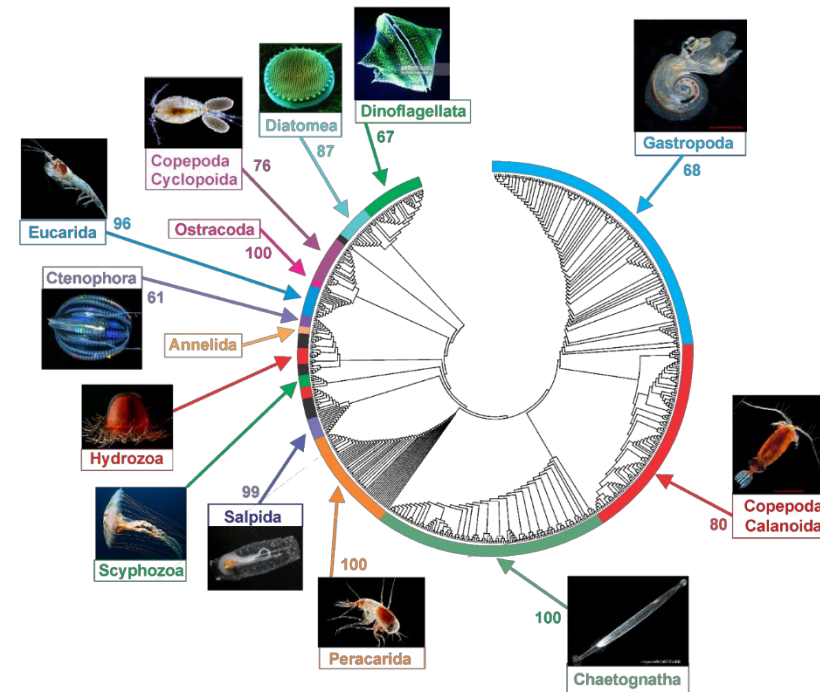 Dinoflagellata
67
Diatomea
87
Copepoda
Cyclopoida
76
Gastropoda
68
Eucarida
96
Ostracoda
100
Ctenophora
61
Annelida
Hydrozoa
Scyphozoa
99
Salpida
100
Peracarida
100
Chaetognatha
80
Copepoda
Calanoida